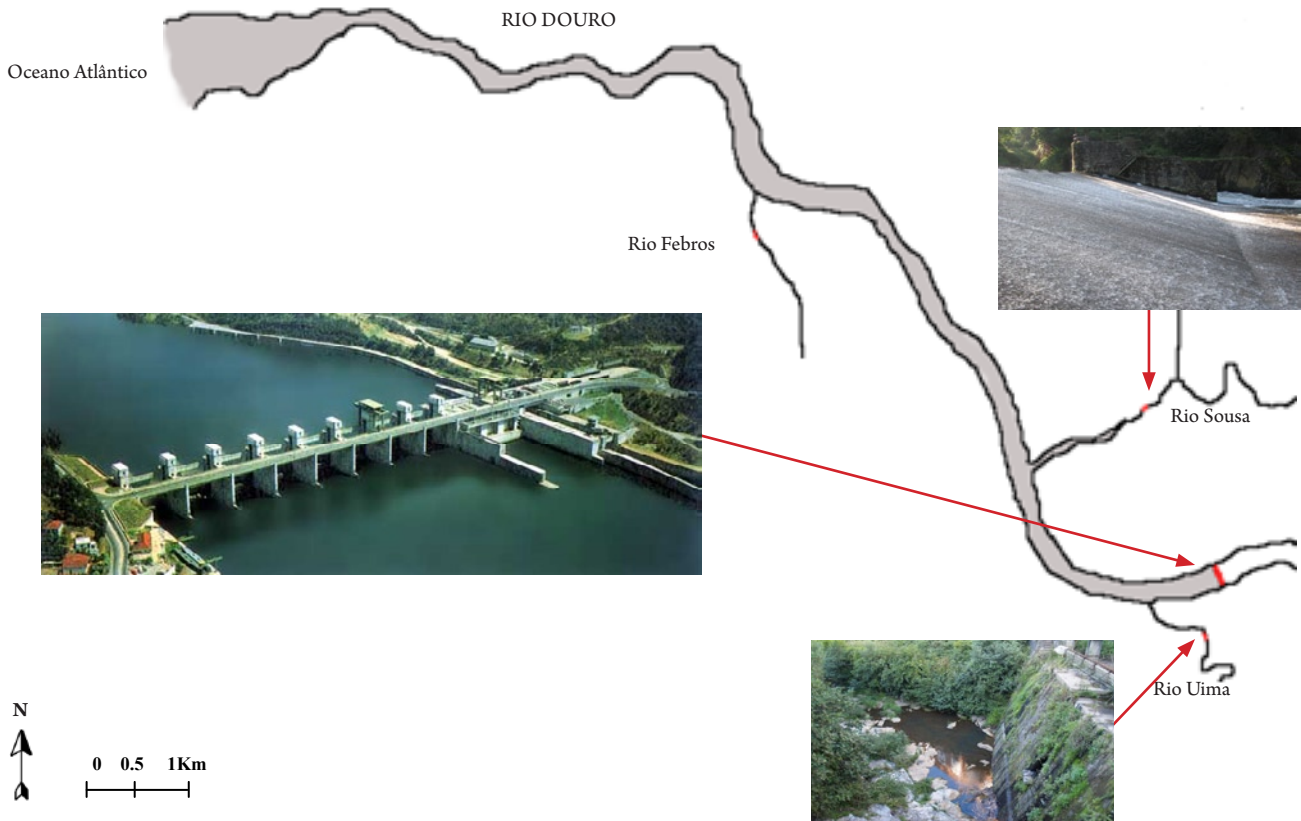 RIO DOURO
Oceano Atlântico
Rio Febros
Rio Sousa
Rio Uima
N
0 0.5 1Km